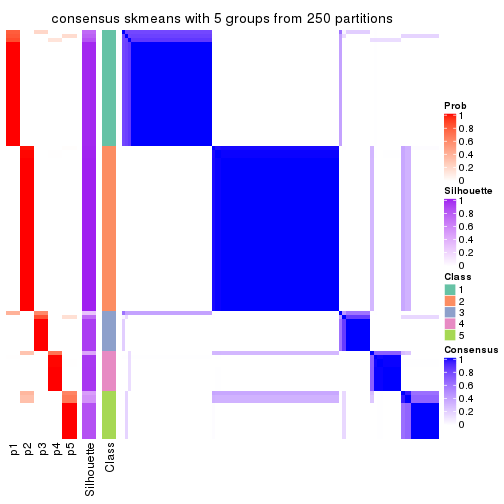 consensus skmeans with 5 groups from 250 partitions
Prob
1
0.8
0.6
0.4
0.2
0
Silhouette
1
0.8
0.6
0.4
0.2
0
Class
1
2
3
4
5
Consensus
1
0.8
0.6
0.4
0.2
0
p1
p2
p3
p4
p5
Silhouette
Class